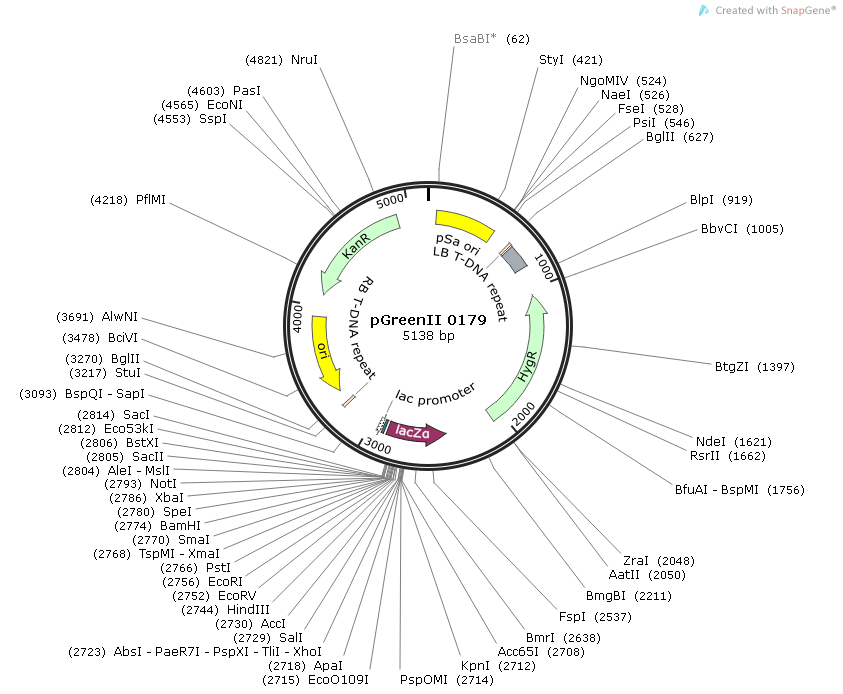 Created with SnapGene®
BsaBI* (62)
(4821) NruI
StyI (421)
NgoMIV (524)
(4603) PasI
NaeI (526)
(4565) EcoNI
FseI (528)
(4553) SspI
PsiI (546)
BglII (627)
(4218) PflMI
BlpI (919)
BbvCI (1005)
5000
1000
2000
3000
4000
KanR
pSa ori
LB T-DNA repeat
RB T-DNA repeat
ori
HygR
lac promoter
lacZα
pGreenII 0179
5138 bp
(3691) AlwNI
(3478) BciVI
(3270) BglII
(3217) StuI
(3093) BspQI - SapI
(2814) SacI
(2812) Eco53kI
(2806) BstXI
(2805) SacII
(2804) AleI - MslI
(2793) NotI
(2786) XbaI
(2780) SpeI
(2774) BamHI
(2770) SmaI
(2768) TspMI - XmaI
(2766) PstI
(2756) EcoRI
(2752) EcoRV
(2744) HindIII
(2730) AccI
(2729) SalI
(2723) AbsI - PaeR7I - PspXI - TliI - XhoI
(2718) ApaI
(2715) EcoO109I
PspOMI (2714)
KpnI (2712)
Acc65I (2708)
BmrI (2638)
FspI (2537)
BmgBI (2211)
AatII (2050)
ZraI (2048)
BfuAI - BspMI (1756)
RsrII (1662)
NdeI (1621)
BtgZI (1397)